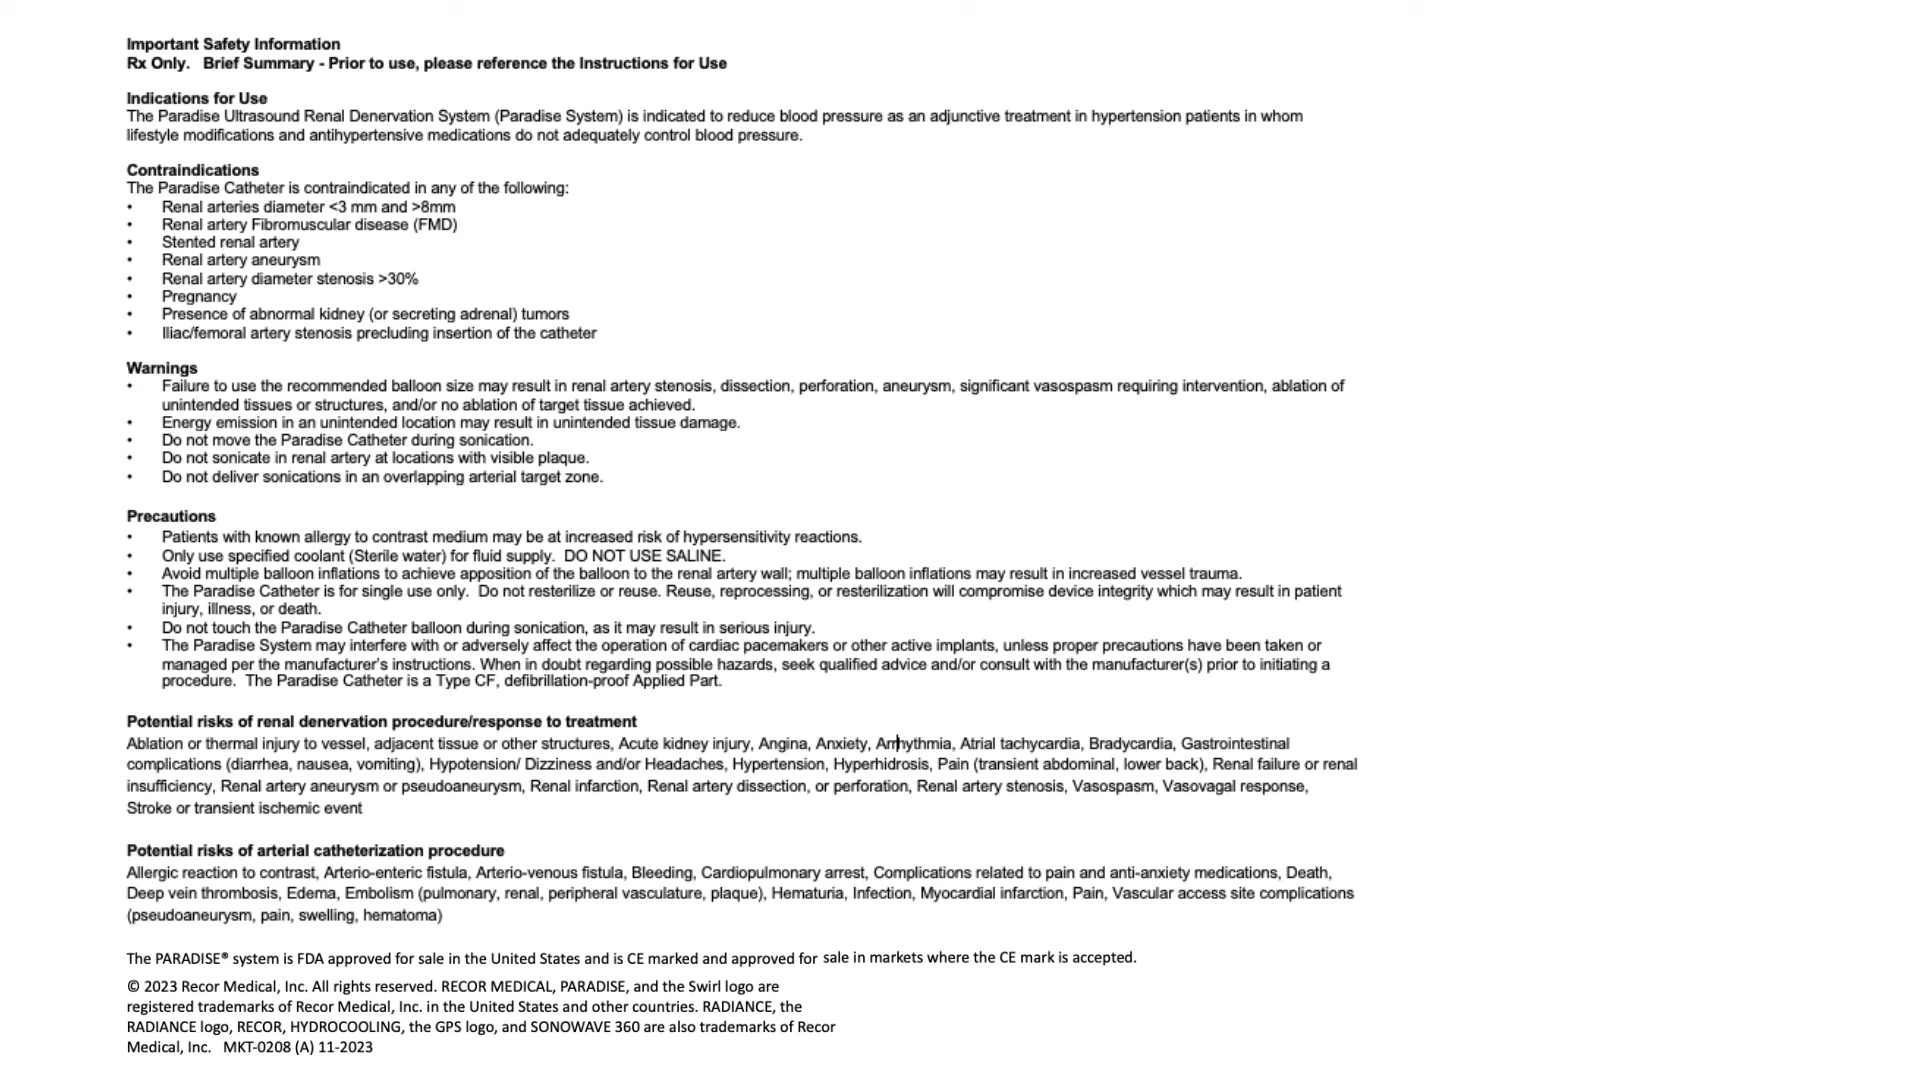 Important Safety Information
Rx Only.   Brief Summary - Prior to use, please reference the Instructions for Use
Indications for Use
The Paradise Ultrasound Renal Denervation System (Paradise System) is indicated to reduce blood pressure as an adjunctive treatment in hypertension patients in whom
lifestyle modifications and antihypertensive medications do not adequately control blood pressure.
Contraindications
The Paradise Catheter is contraindicated in any of the following:
• Renal arteries diameter <3 mm and >8mm
• Renal artery Fibromuscular disease (FMD)
• Stented renal artery
• Renal artery aneurysm
• Renal artery diameter stenosis >30%
• Pregnancy
• Presence of abnormal kidney (or secreting adrenal) tumors
• Iliac/femoral artery stenosis precluding insertion of the catheter
Warnings
• Failure to use the recommended balloon size may result in renal artery stenosis, dissection, perforation, aneurysm, significant vasospasm requiring intervention, ablation of
unintended tissues or structures, and/or no ablation of target tissue achieved.
• Energy emission in an unintended location may result in unintended tissue damage.
• Do not move the Paradise Catheter during sonication.
• Do not sonicate in renal artery at locations with visible plaque.
• Do not deliver sonications in an overlapping arterial target zone.
Precautions
• Patients with known allergy to contrast medium may be at increased risk of hypersensitivity reactions.
• Only use specified coolant (Sterile water) for fluid supply.  DO NOT USE SALINE.
• Avoid multiple balloon inflations to achieve apposition of the balloon to the renal artery wall; multiple balloon inflations may result in increased vessel trauma.
• The Paradise Catheter is for single use only.  Do not resterilize or reuse. Reuse, reprocessing, or resterilization will compromise device integrity which may result in patient
injury, illness, or death.
• Do not touch the Paradise Catheter balloon during sonication, as it may result in serious injury.
• The Paradise System may interfere with or adversely affect the operation of cardiac pacemakers or other active implants, unless proper precautions have been taken or
managed per the manufacturer's instructions. When in doubt regarding possible hazards, seek qualified advice and/or consult with the manufacturer(s) prior to initiating a
procedure.  The Paradise Catheter is a Type CF, defibrillation-proof Applied Part.
Potential risks of renal denervation procedure/response to treatment
Ablation or thermal injury to vessel, adjacent tissue or other structures, Acute kidney injury, Angina, Anxiety, Arrhythmia, Atrial tachycardia, Bradycardia, Gastrointestinal
complications (diarrhea, nausea, vomiting), Hypotension/ Dizziness and/or Headaches, Hypertension, Hyperhidrosis, Pain (transient abdominal, lower back), Renal failure or renal
insufficiency, Renal artery aneurysm or pseudoaneurysm, Renal infarction, Renal artery dissection, or perforation, Renal artery stenosis, Vasospasm, Vasovagal response,
Stroke or transient ischemic event
Potential risks of arterial catheterization procedure
Allergic reaction to contrast, Arterio-enteric fistula, Arterio-venous fistula, Bleeding, Cardiopulmonary arrest, Complications related to pain and anti-anxiety medications, Death,
Deep vein thrombosis, Edema, Embolism (pulmonary, renal, peripheral vasculature, plaque), Hematuria, Infection, Myocardial infarction, Pain, Vascular access site complications
(pseudoaneurysm, pain, swelling, hematoma)
The PARADISE® system is FDA approved for sale in the United States and is CE marked and approved for sale in markets where the CE mark is accepted.
© 2023 Recor Medical, Inc. All rights reserved. RECOR MEDICAL, PARADISE, and the Swirl logo are
registered trademarks of Recor Medical, Inc. in the United States and other countries. RADIANCE, the
RADIANCE logo, RECOR, HYDROCOOLING, the GPS logo, and SONOWAVE 360 are also trademarks of Recor
Medical, Inc.   MKT-0208 (A) 11-2023